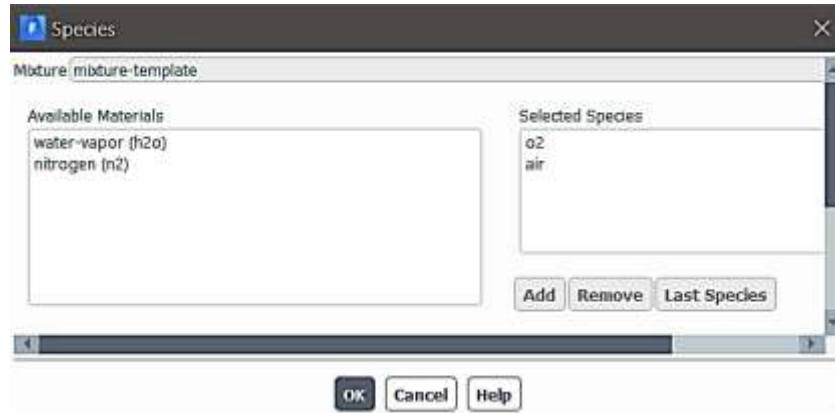 Species
Mixture mixture-template
Available Materials
water-vapor (h2o)
nitrogen (n2)
Selected Species
o2
air
Add Remove Last Species
OK Cancel Help